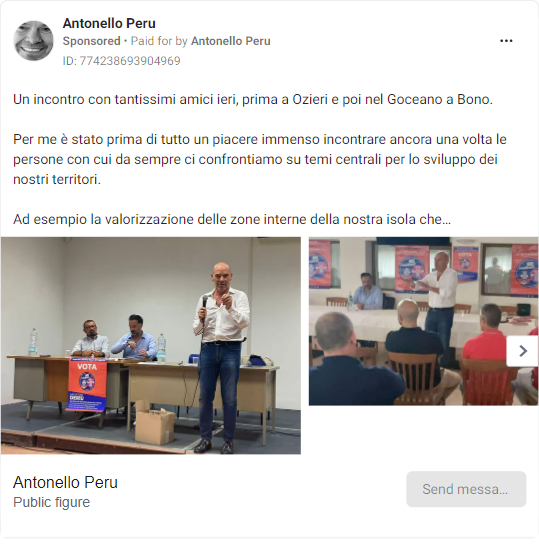 Antonello Peru
Sponsored • Paid for by Antonello Peru
ID: 774238693904969
Un incontro con tantissimi amici ieri, prima a Ozieri e poi nel Goceano a Bono.
Per me è stato prima di tutto un piacere immenso incontrare ancora una volta le
persone con cui da sempre ci confrontiamo su temi centrali per lo sviluppo dei
nostri territori.
Ad esempio la valorizzazione delle zone interne della nostra isola che...
VOTA
Antonello Peru
Public figure
Send messa...